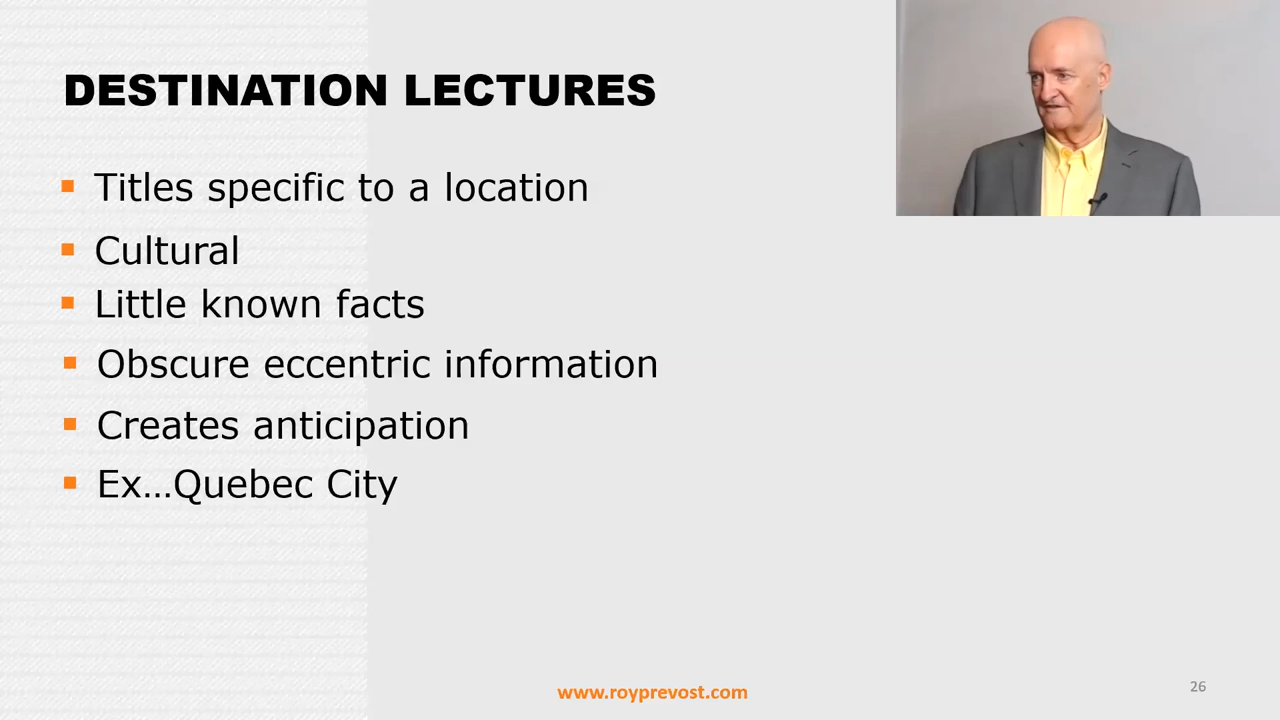 DESTINATION LECTURES
Titles specific to a location
Cultural
Little known facts
Obscure eccentric information
Creates anticipation
Ex…Quebec City
www.royprevost.com
26